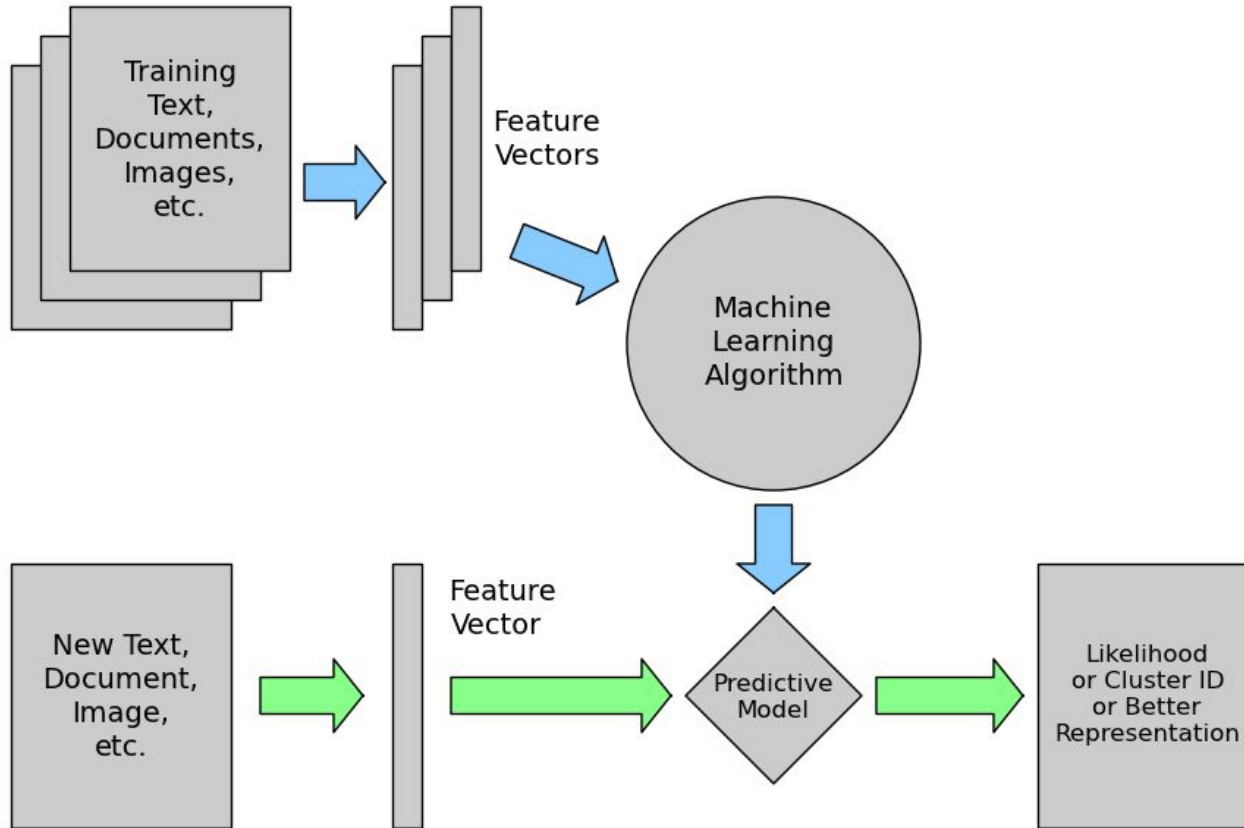 Training
Text,
Documents,
Images,
etc.
Feature
Vectors
Machine
Learning
Algorithm
New Text,
Document,
Image,
etc.
Feature
Vector
Predictive
Model
Likelihood
or Cluster ID
or Better
Representation